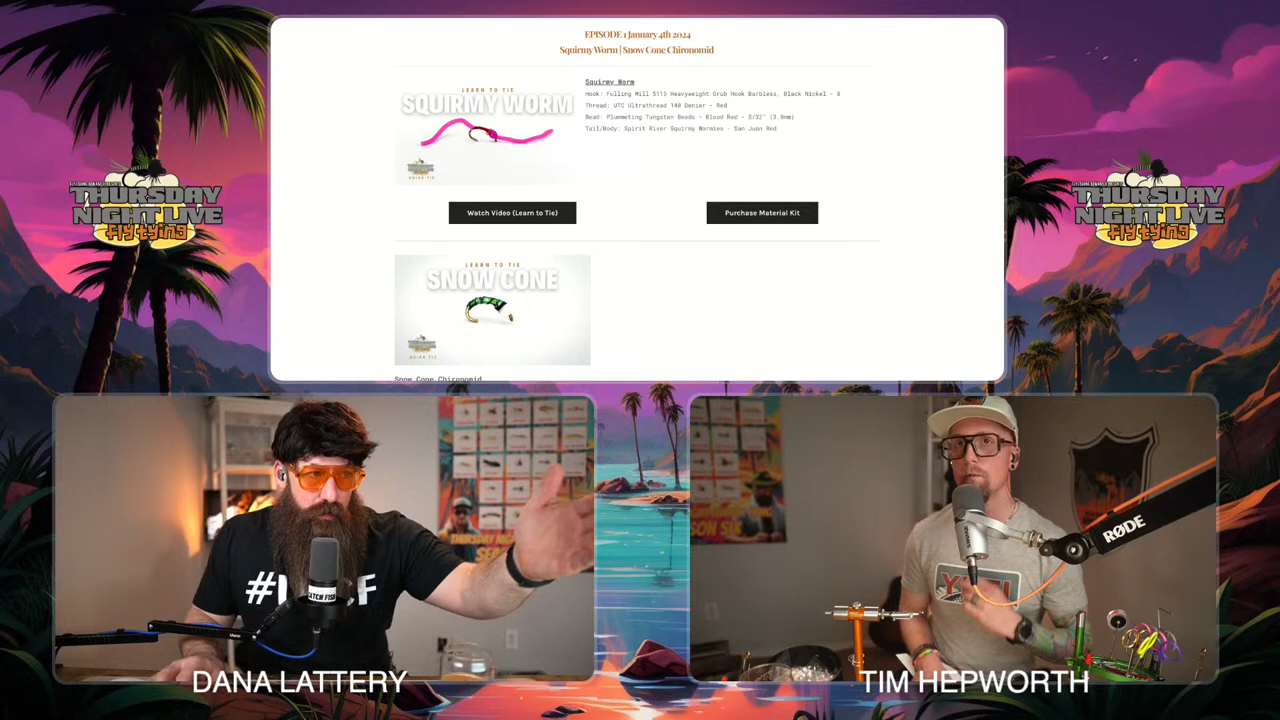 EPISODE 1 January 4th 2024
Squirmy Worm | Snow Cone Chironomid
LEARN TO TIE
SQUIRMY WORM
Squirmy Worm
Hook: Fulling Mill 5115 Heavyweight Grub Hook Barbless, Black Nickel - 8
Thread: UTC Ultrathread 140 Denier - Red
Bead: Plummeting Tungsten Beads - Blood Red - 5/32" (3.8mm)
Tail/Body: Spirit River Squirmy Wormies - San Juan Red
Watch Video (Learn to Tie)
Purchase Material Kit
LEARN TO TIE
SNOW CONE
Snow Cone Chironomid
THURSDAY
NIGHT LIVE
fly tying
THURSDAY
NIGHT LIVE
fly tying
CATCH FISH
RØDE
DANA LATTERY
TIM HEPWORTH